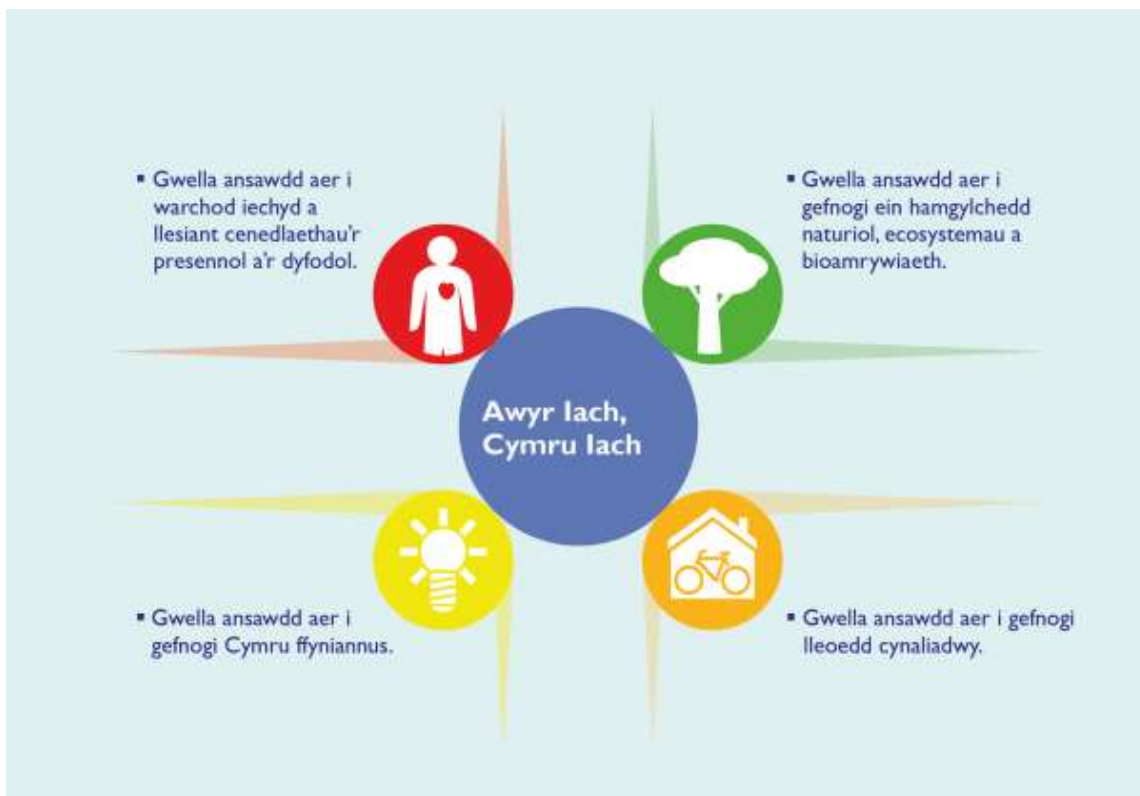 ▪ Gwella ansawdd aer i
warchod iechyd a
llesiant cenedlaethau'r
presennol a'r dyfodol.
▪ Gwella ansawdd aer i
gefnogi ein hamgylchedd
naturiol, ecosystemau a
bioamrywiaeth.
Awyr Iach,
Cymru Iach
▪ Gwella ansawdd aer i
gefnogi Cymru ffyniannus.
▪ Gwella ansawdd aer i gefnogi
lleoedd cynaliadwy.